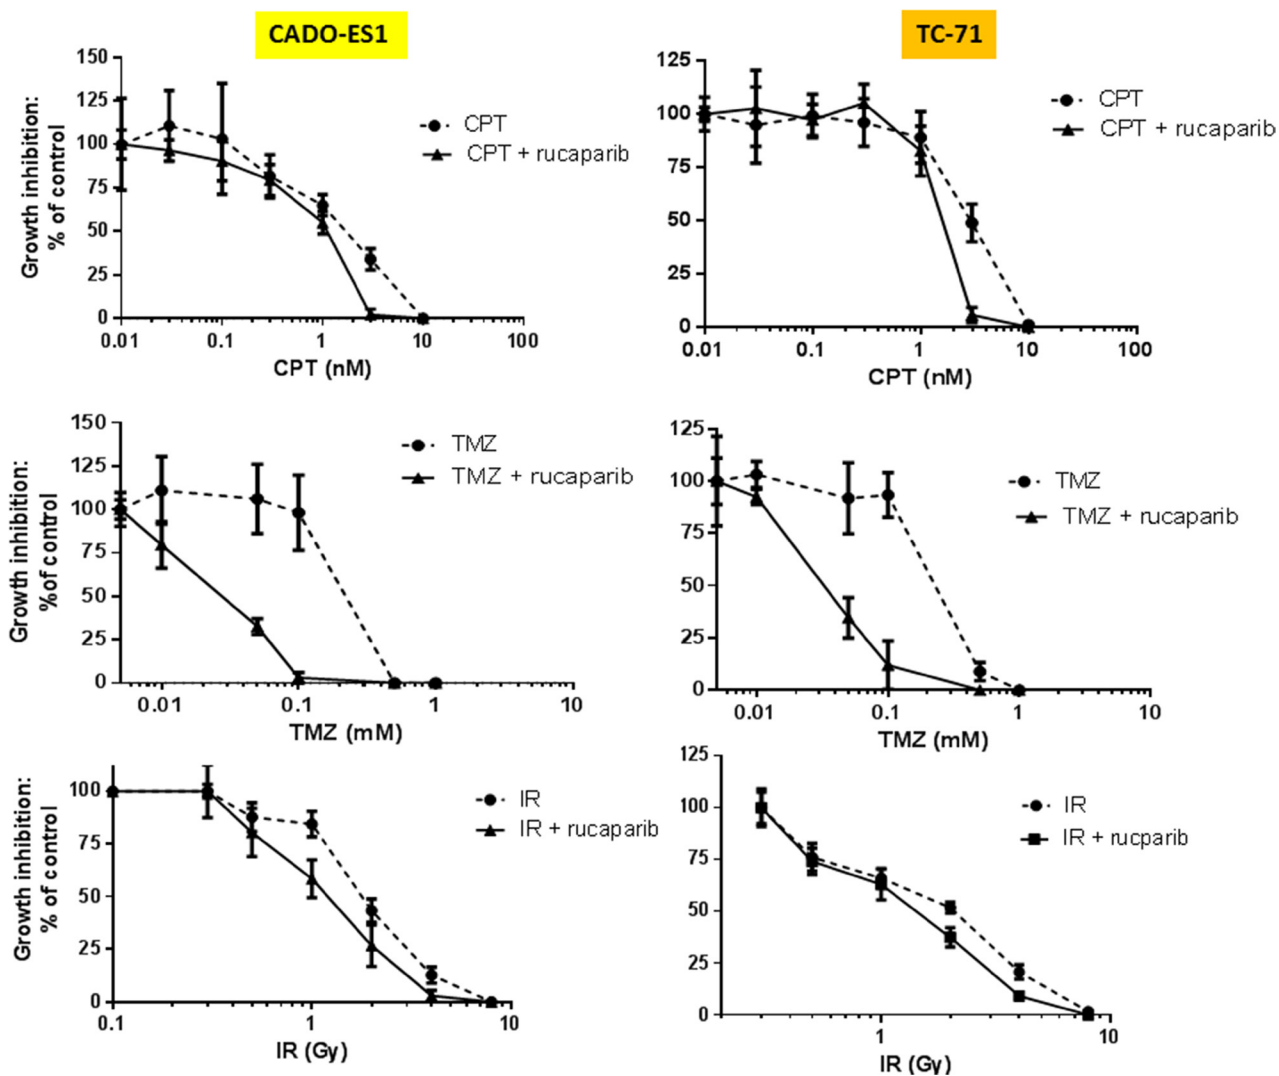 CADO-ES1
TC-71
Growth inhibition:
% of control
150
125
100
75
50
25
0
0.01
0.1
1
10
100
CPT (nM)
CPT
CPT + rucaparib
125
100
75
50
25
0
0.01
0.1
1
10
100
CPT (nM)
CPT
CPT + rucaparib
Growth inhibition:
%of control
150
125
100
75
50
25
0
0.01
0.1
1
10
TMZ (mM)
TMZ
TMZ + rucaparib
125
100
75
50
25
0
0.01
0.1
1
10
TMZ (mM)
TMZ
TMZ + rucaparib
Growth inhibition:
% of control
100
75
50
25
0
0.1
1
10
IR (Gy)
IR
IR + rucaparib
125
100
75
50
25
0
1
10
IR (Gy)
IR
IR + rucparib